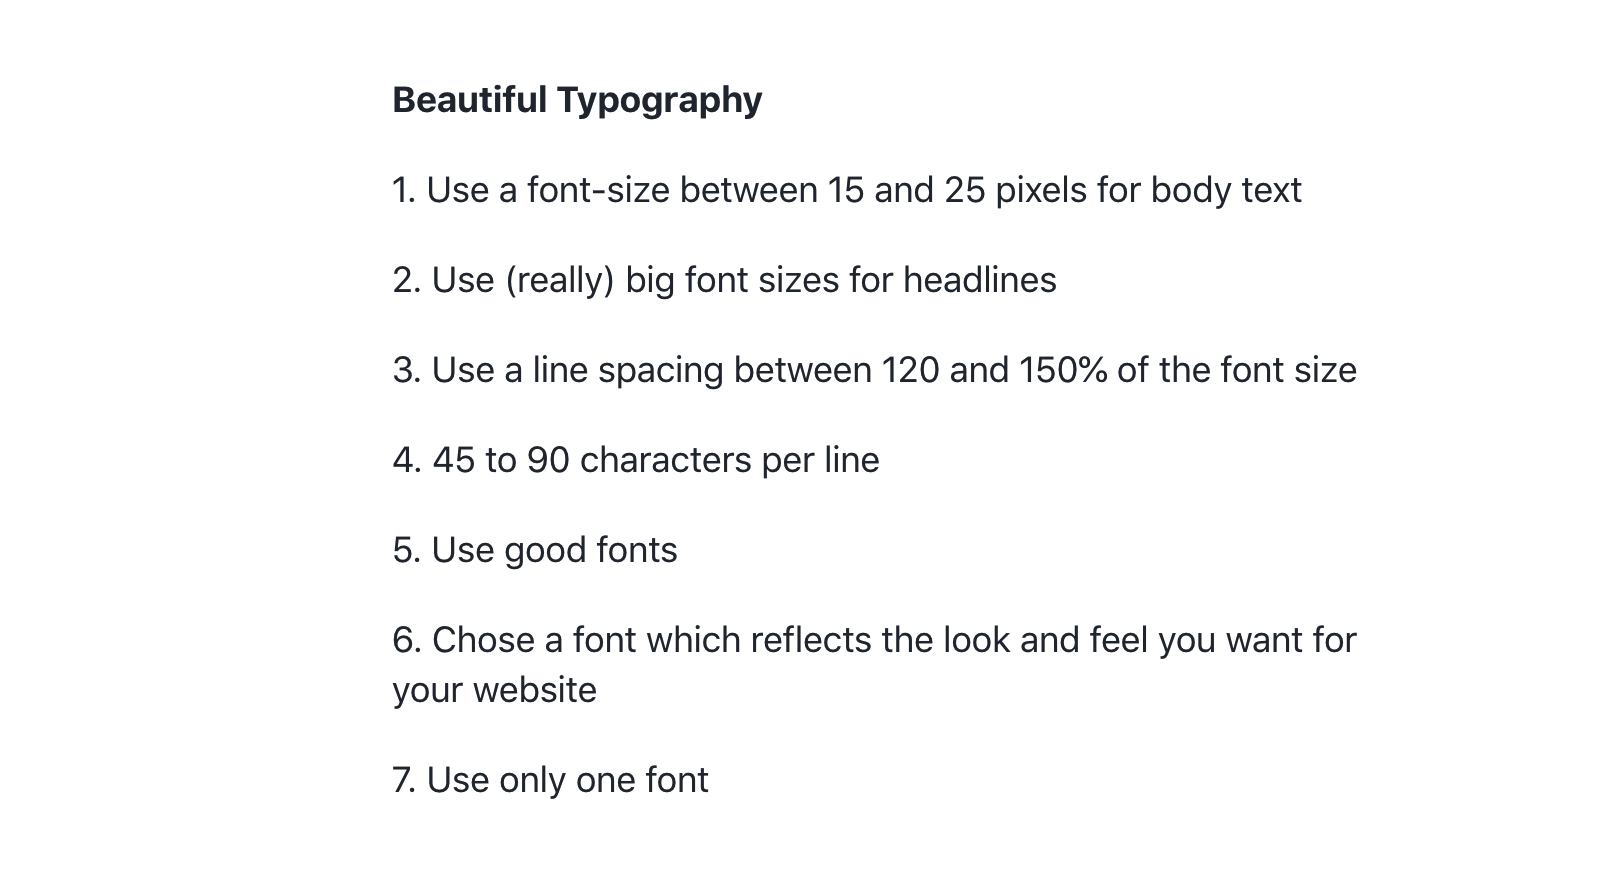 Beautiful Typography
1. Use a font-size between 15 and 25 pixels for body text
2. Use (really) big font sizes for headlines
3. Use a line spacing between 120 and 150% of the font size
4. 45 to 90 characters per line
5. Use good fonts
6. Chose a font which reflects the look and feel you want for
your website
7. Use only one font